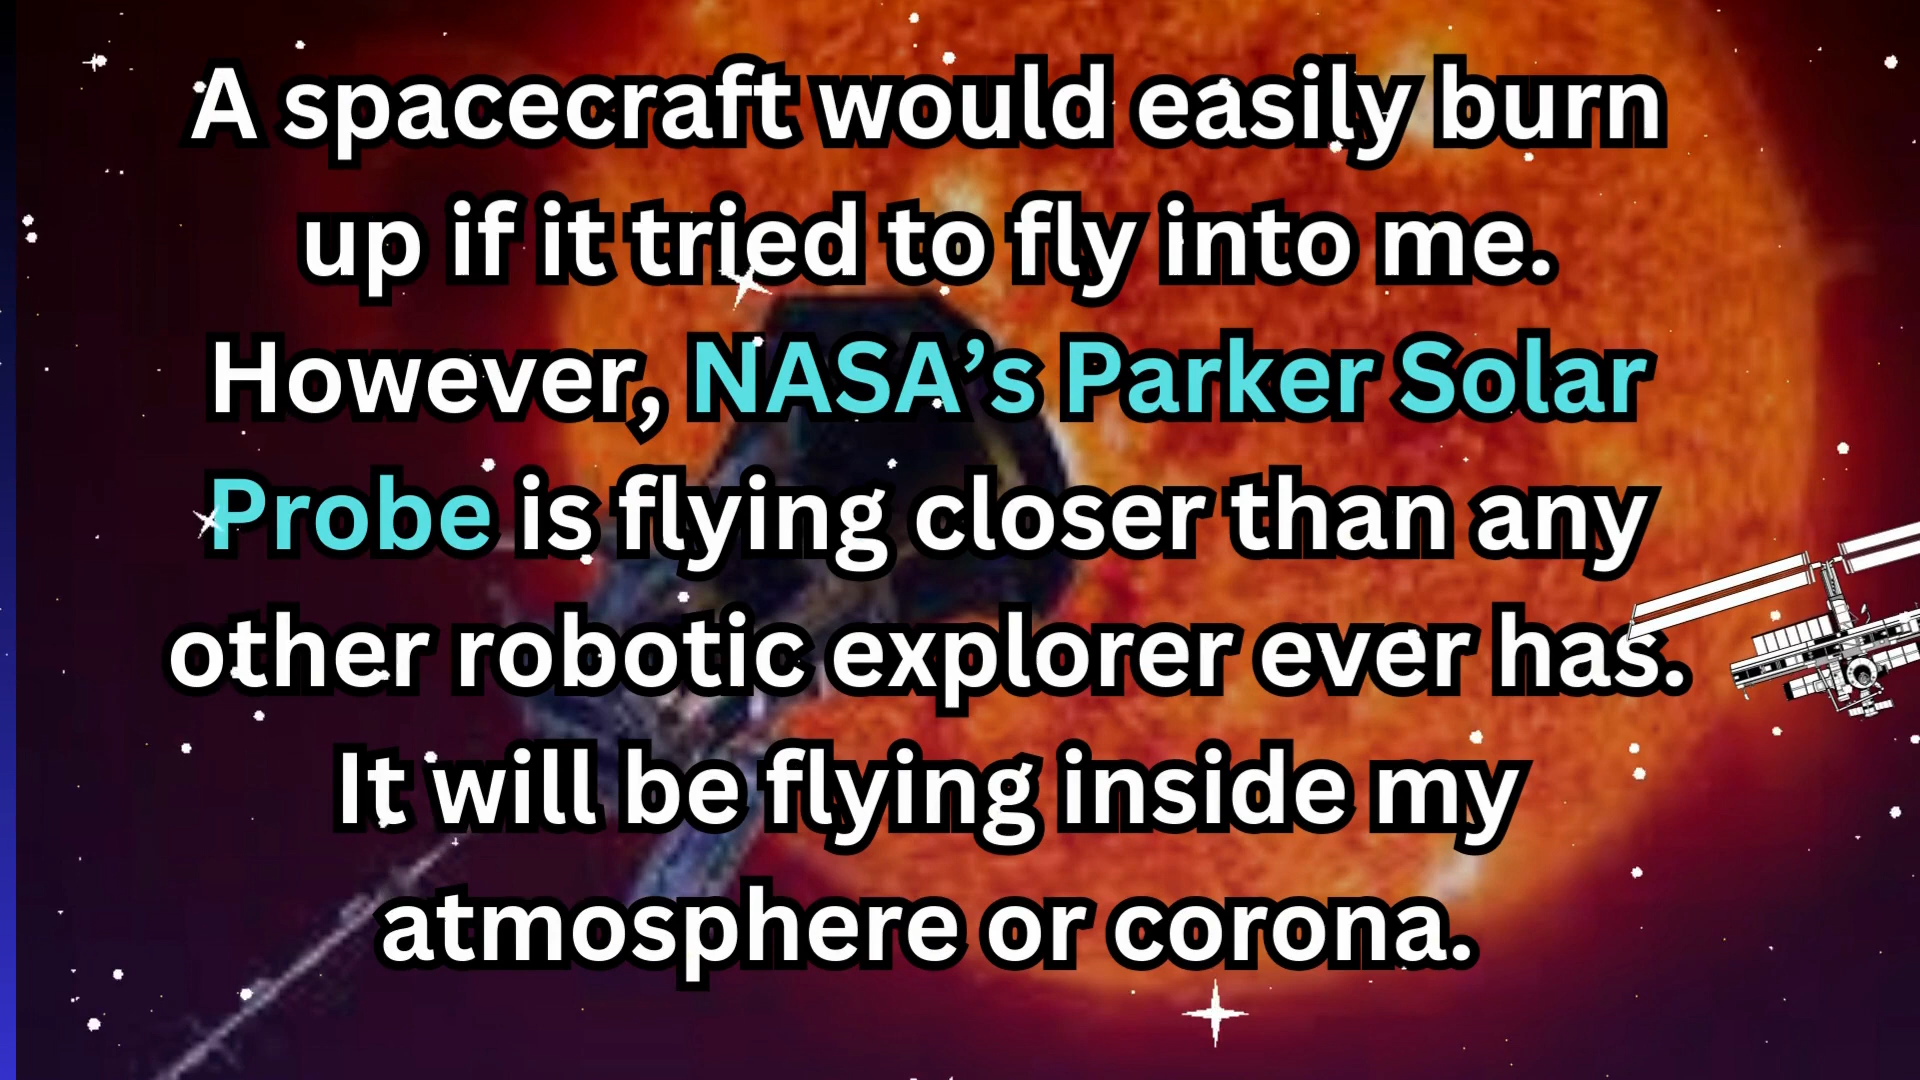 A spacecraft would easily burn
up if it tried to fly into me.
However, NASA’s Parker Solar
Probe is flying closer than any
other robotic explorer ever has.
It will be flying inside my
atmosphere or corona.